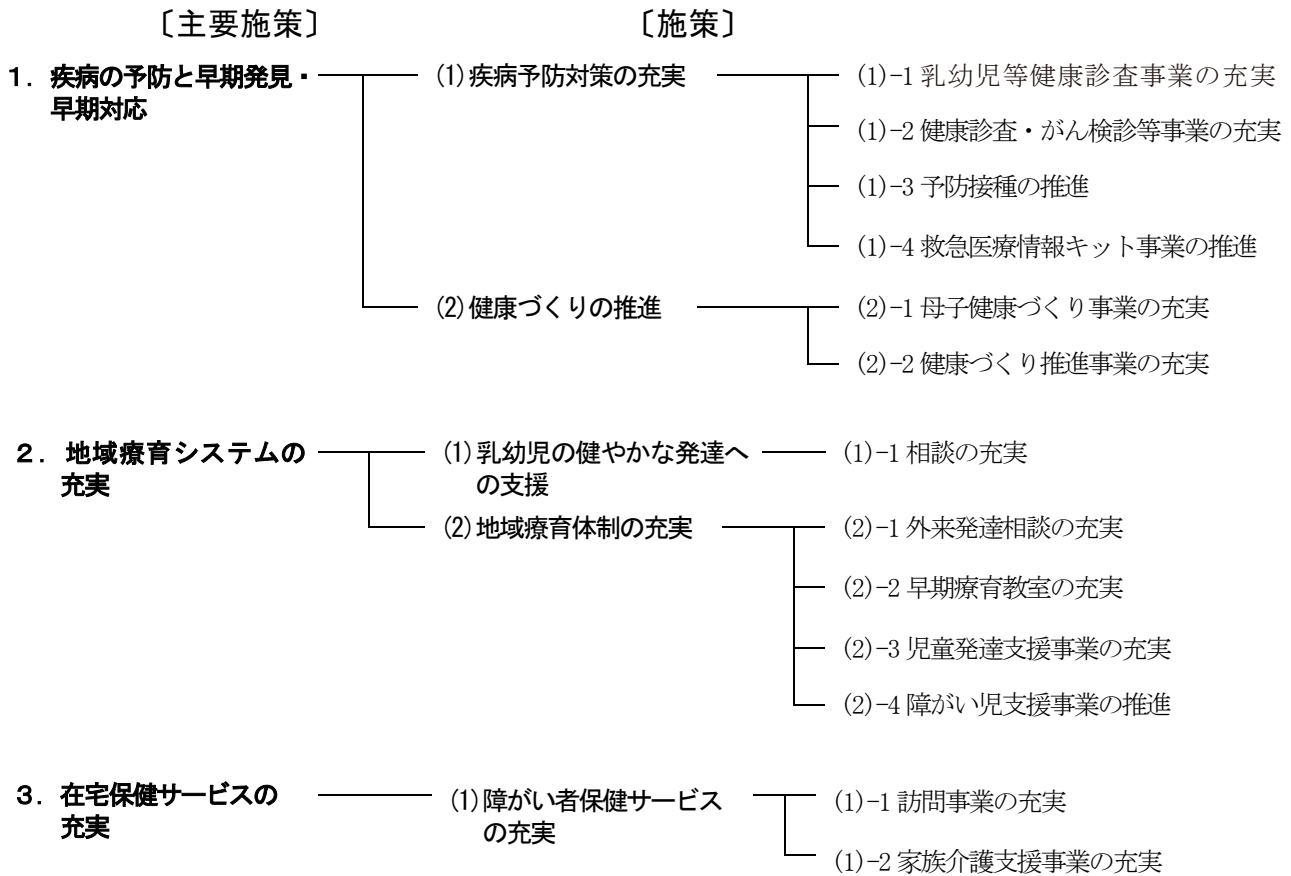 〔主要施策〕 〔施策〕
1．疾病の予防と早期発見・ (1)疾病予防対策の充実 (1)-1 乳幼児等健康診査事業の充実
早期対応
(1)-2 健康診査・がん検診等事業の充実
(1)-3 予防接種の推進
(1)-4 救急医療情報キット事業の推進
(2)健康づくりの推進 (2)-1 母子健康づくり事業の充実
(2)-2 健康づくり推進事業の充実
2．地域療育システムの (1)乳幼児の健やかな発達へ (1)-1 相談の充実
充実 の支援
(2)地域療育体制の充実 (2)-1 外来発達相談の充実
(2)-2 早期療育教室の充実
(2)-3 児童発達支援事業の充実
(2)-4 障がい児支援事業の推進
3．在宅保健サービスの (1)障がい者保健サービス (1)-1 訪問事業の充実
充実 の充実
(1)-2 家族介護支援事業の充実